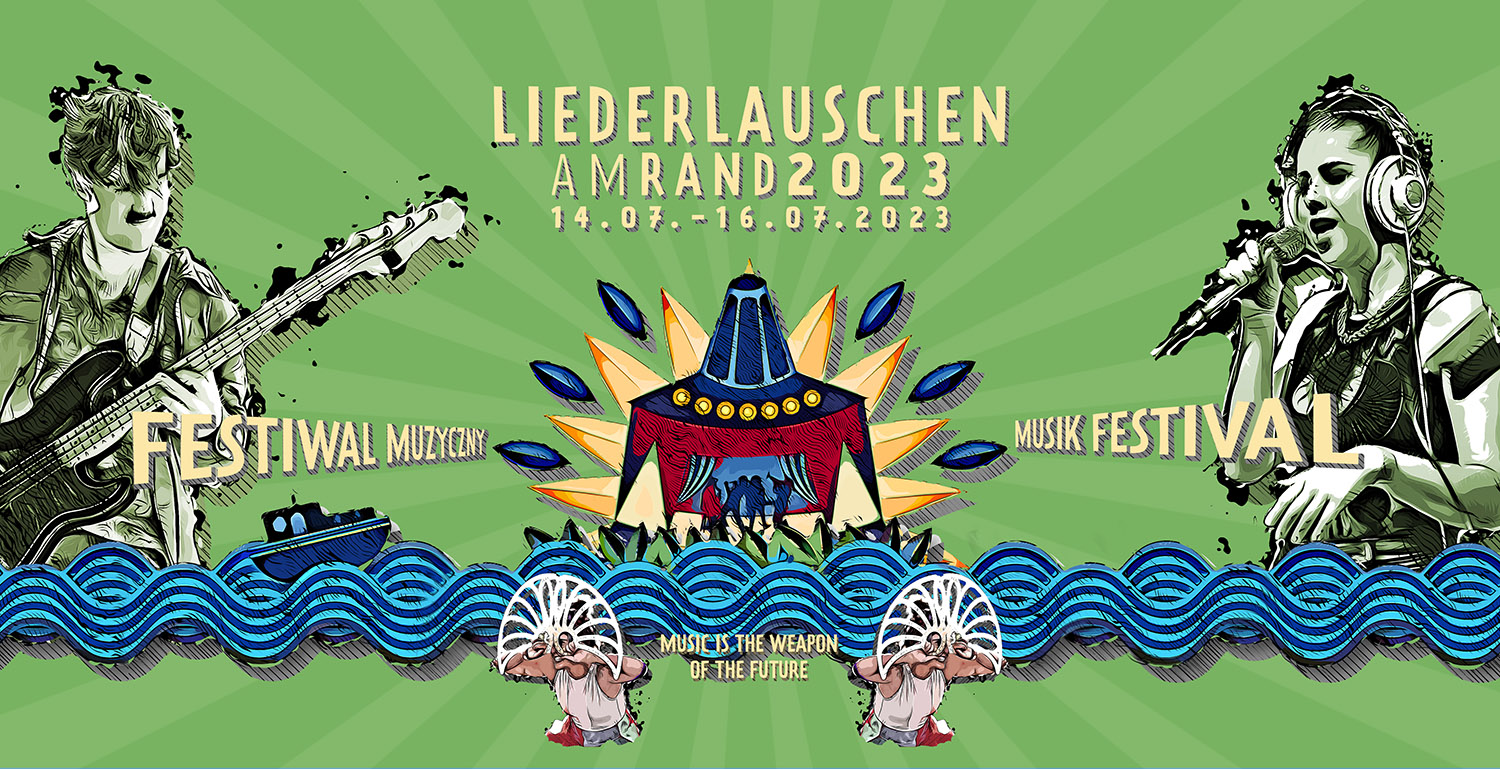 LIEDERLAUSCHEN
AMRAND2023
14.07.-16.07.2023
FESTIWAL MUZYCZNY
MUSIK FESTIVAL
MUSIC IS THE WEAPON
OF THE FUTURE